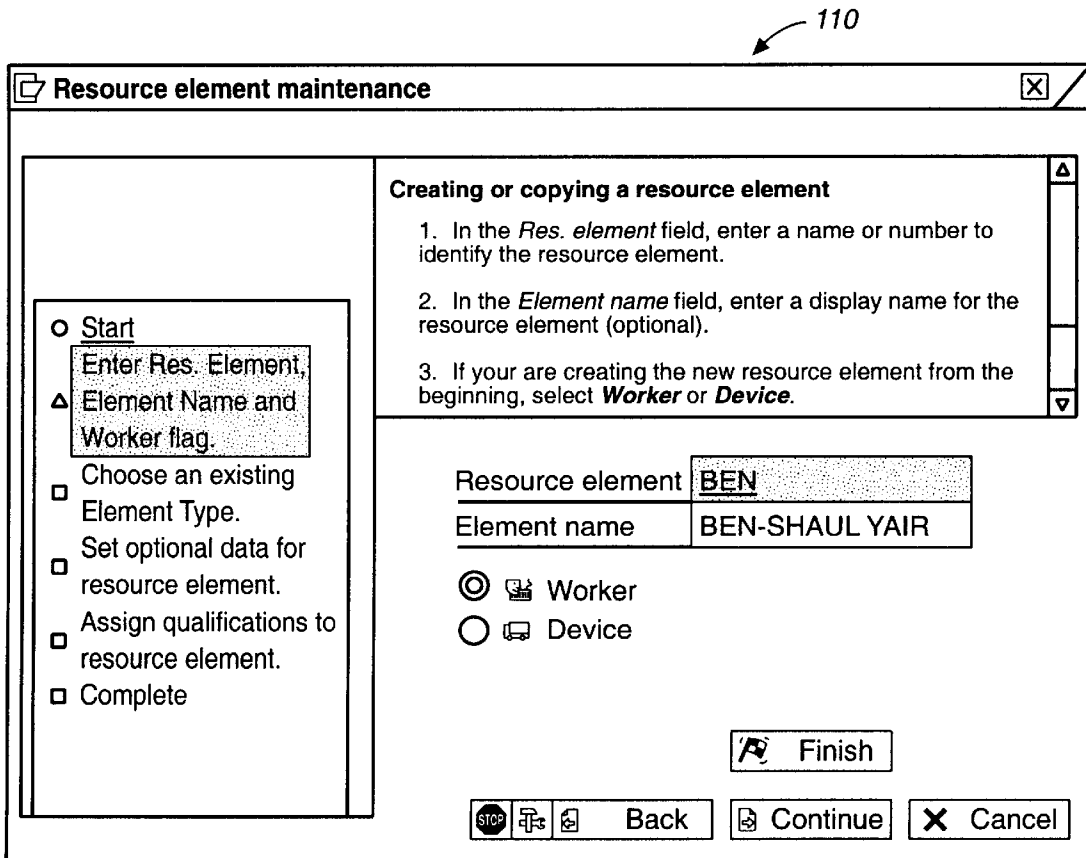 110
Resource element maintenance
Creating or copying a resource element
1. In the Res. element field, enter a name or number to
identify the resource element.
2. In the Element name field, enter a display name for the
resource element (optional).
3. If your are creating the new resource element from the
beginning, select Worker or Device.
Start
Enter Res. Element,
Element Name and
Worker flag.
Choose an existing
Element Type.
Set optional data for
resource element.
Assign qualifications to
resource element.
Complete
Resource element BEN
Element name BEN-SHAUL YAIR
Worker
Device
Finish
STOP Back Continue Cancel